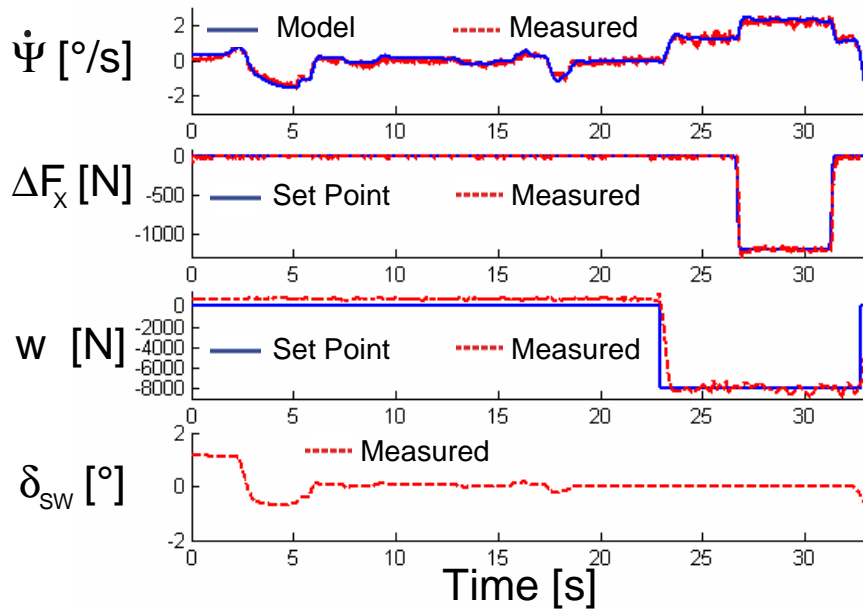 Ψ̇ [°/s]
2
0
-2
Model
Measured
0 5 10 15 20 25 30
ΔFx [N]
0
-500
-1000
Set Point
Measured
0 5 10 15 20 25 30
w [N]
0
-2000
-4000
-6000
-8000
Set Point
Measured
0 5 10 15 20 25 30
δSW [°]
2
0
-2
Measured
0 5 10 15 20 25 30
Time [s]